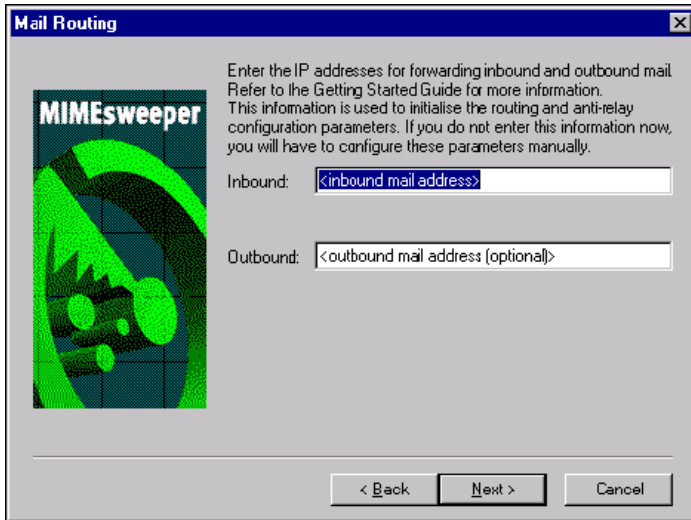 Mail Routing
MIMEsweeper
Enter the IP addresses for forwarding inbound and outbound mail.
Refer to the Getting Started Guide for more information.
This information is used to initialise the routing and anti-relay
configuration parameters. If you do not enter this information now,
you will have to configure these parameters manually.
Inbound: <inbound mail address>
Outbound: <outbound mail address (optional)>
< Back Next > Cancel